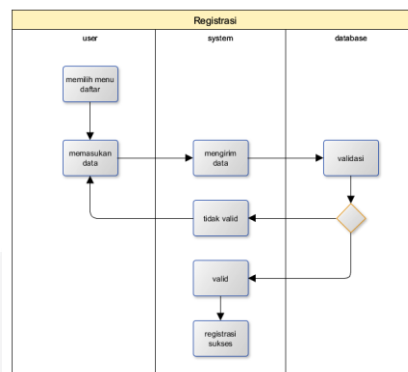 Registrasi
user
system
database
memilih menu
daftar
memasukan
data
mengirim
data
validasi
tidak valid
valid
registrasi
sukses